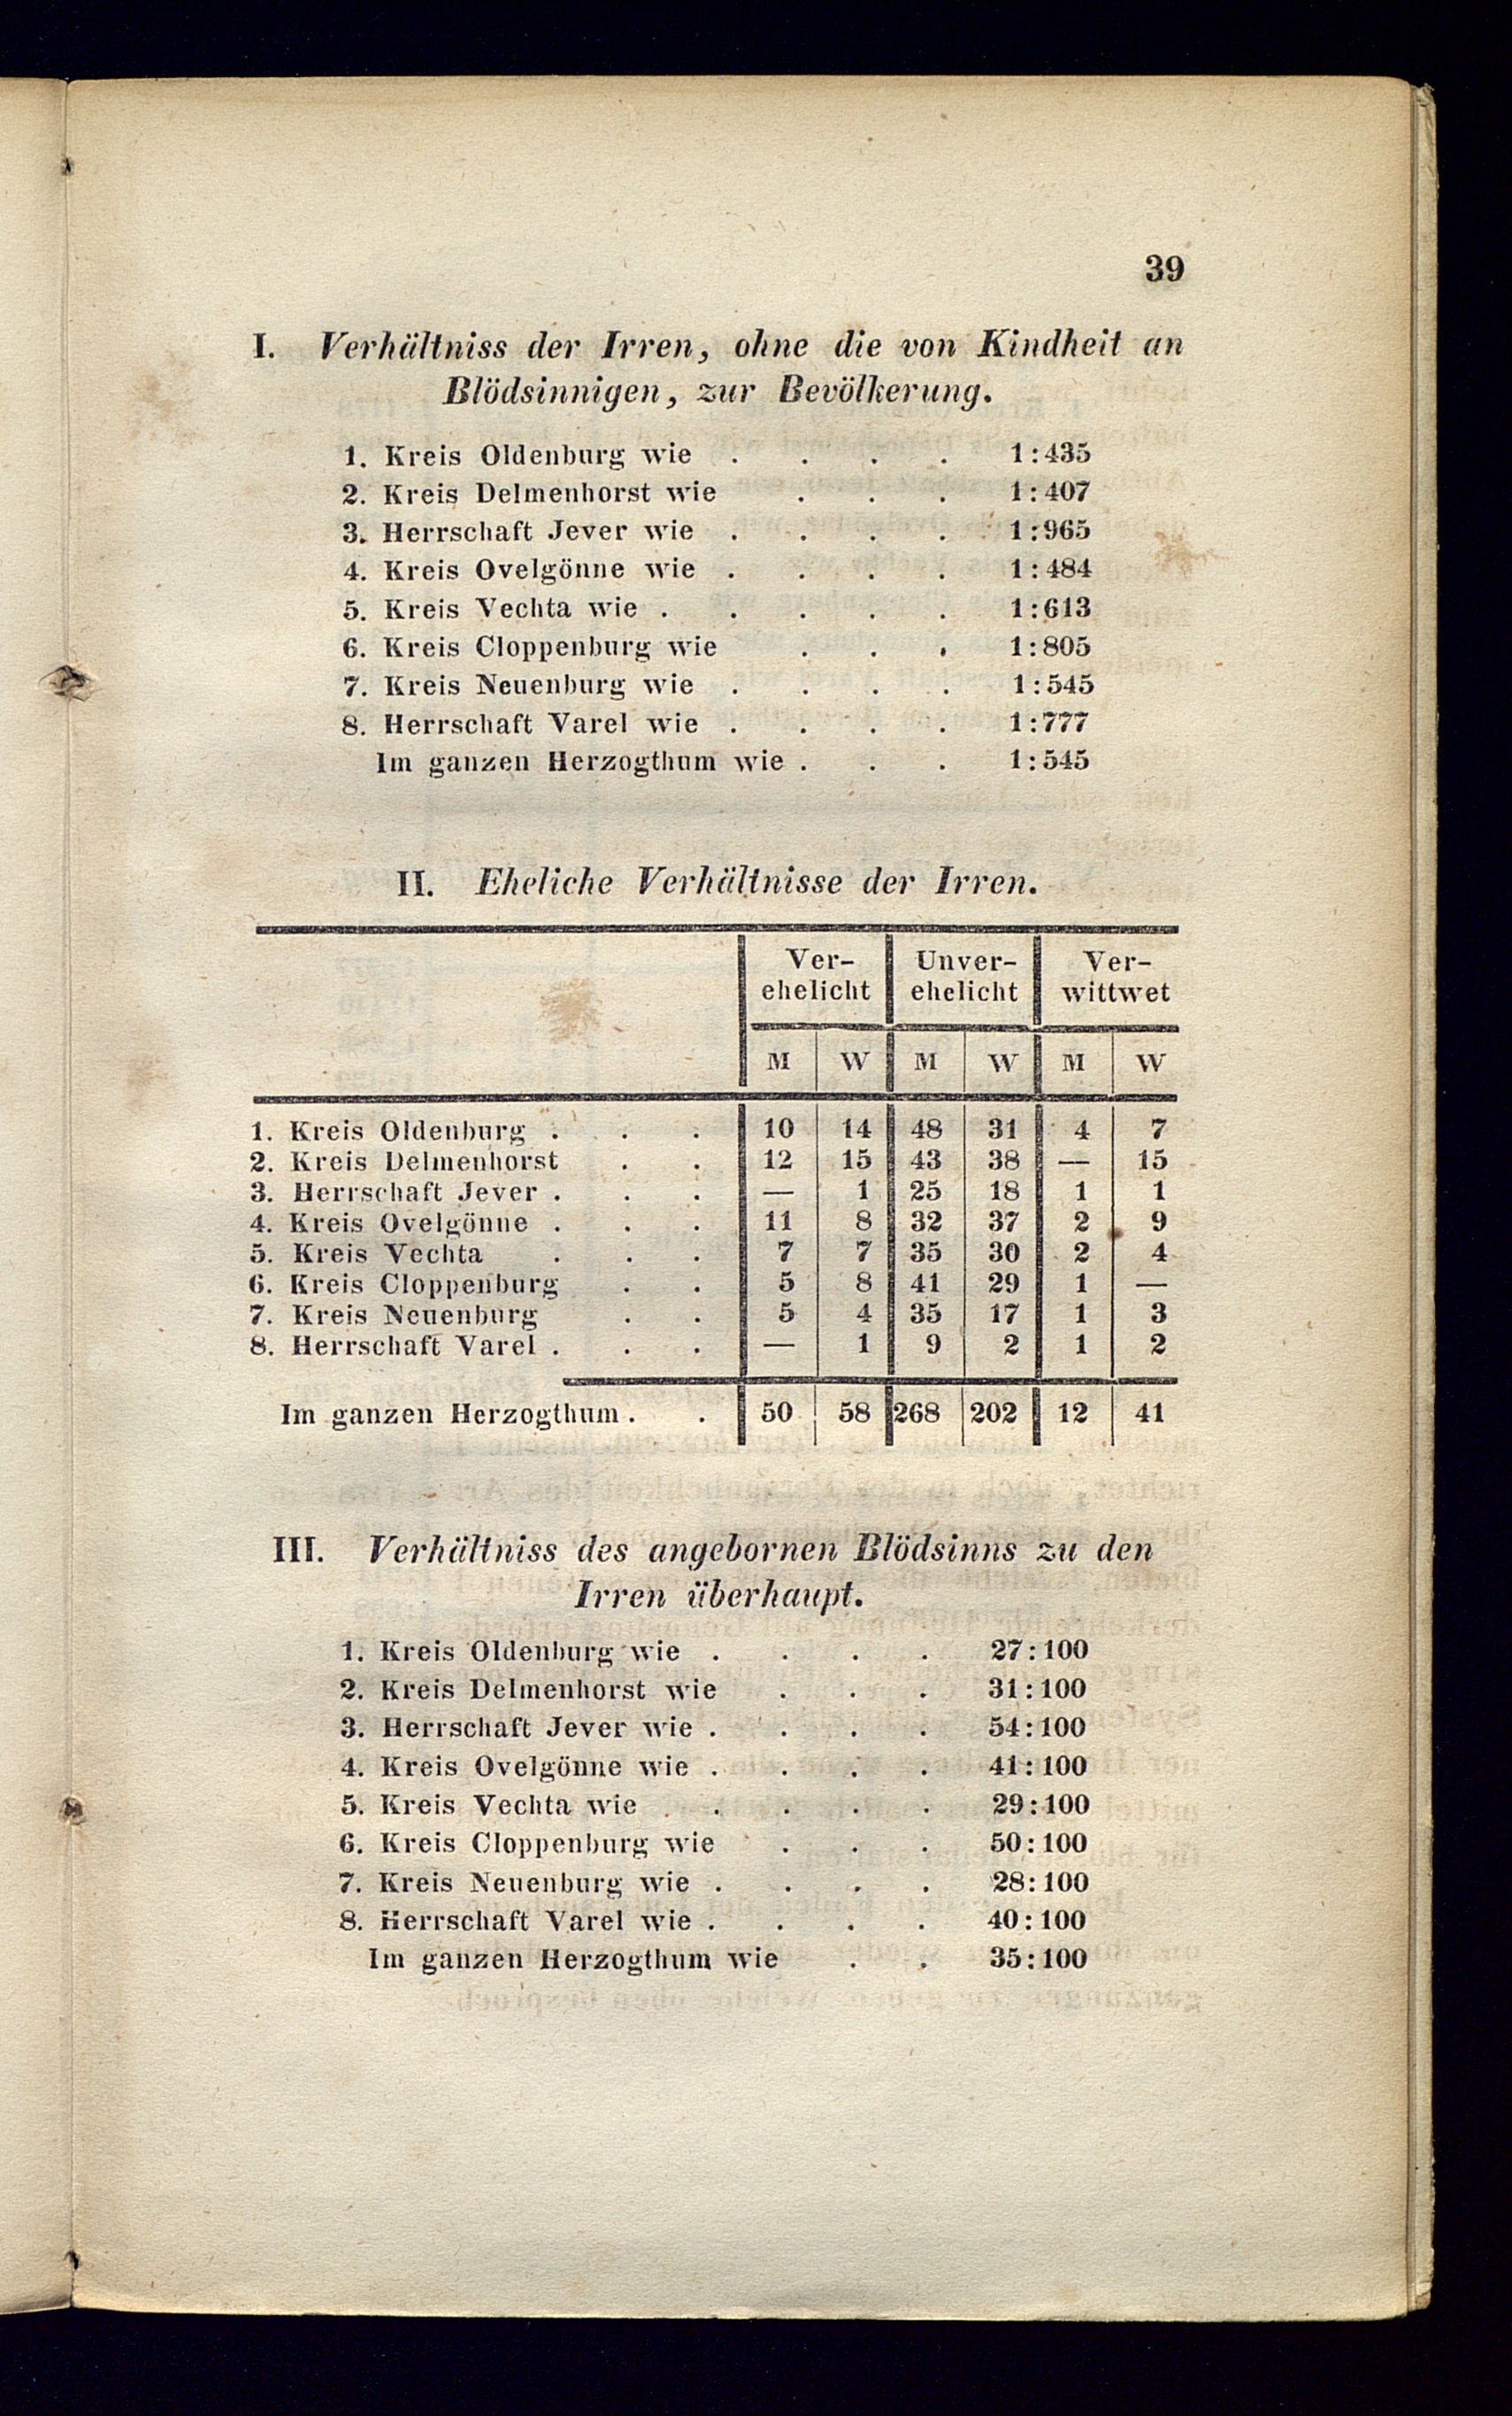 39
I. Verhältniss der Irren, ohne die von Kindheit an
Blödsinnigen, zur Bevölkerung.
1. Kreis Oldenburg wie . . . . 1:435
2. Kreis Delmenhorst wie . . . 1:407
3. Herrschaft Jever wie . . . . 1:965
4. Kreis Ovelgönne wie . . . . 1:484
5. Kreis Vechta wie . . . . . 1:613
6. Kreis Cloppenburg wie . . . 1:805
7. Kreis Neuenburg wie . . . . 1:545
8. Herrschaft Varel wie . . . . 1:777
Im ganzen Herzogthum wie . . . 1:545
II. Eheliche Verhältnisse der Irren.
Ver- Unver- Ver-
ehelicht ehelicht wittwet
M W M W M W
1. Kreis Oldenburg . . . 10 14 48 31 4 7
2. Kreis Delmenhorst . . 12 15 43 38 — 15
3. Herrschaft Jever . . . — 1 25 18 1 1
4. Kreis Ovelgönne . . . 11 8 32 37 2 9
5. Kreis Vechta . . . 7 7 35 30 2 4
6. Kreis Cloppenburg . . 5 8 41 29 1 —
7. Kreis Neuenburg . . 5 4 35 17 1 3
8. Herrschaft Varel . . . — 1 9 2 1 2
Im ganzen Herzogthum . . 50 58 268 202 12 41
III. Verhältniss des angebornen Blödsinns zu den
Irren überhaupt.
1. Kreis Oldenburg wie . . . . 27:100
2. Kreis Delmenhorst wie . . . 31:100
3. Herrschaft Jever wie . . . . 54:100
4. Kreis Ovelgönne wie . . . . 41:100
5. Kreis Vechta wie . . . . 29:100
6. Kreis Cloppenburg wie . . . 50:100
7. Kreis Neuenburg wie . . . . 28:100
8. Herrschaft Varel wie . . . . 40:100
Im ganzen Herzogthum wie . . 35:100